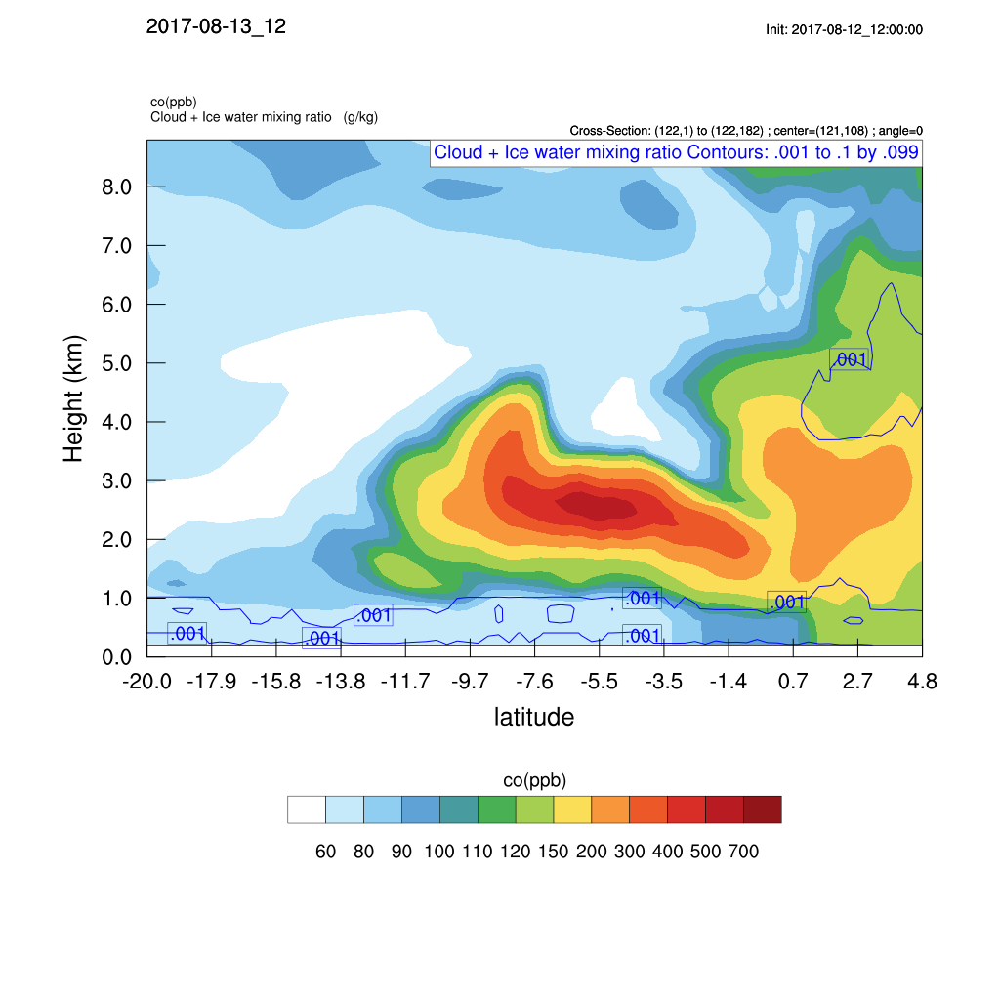 2017-08-13_12
Init: 2017-08-12_12:00:00
co(ppb)
Cloud + Ice water mixing ratio (g/kg)
Cross-Section: (122,1) to (122,182) ; center=(121,108) ; angle=0
Cloud + Ice water mixing ratio Contours: .001 to .1 by .099
8.0
7.0
6.0
5.0
4.0
3.0
2.0
1.0
0.0
Height (km)
.001
.001
.001
.001
.001
.001
.001
-20.0 -17.9 -15.8 -13.8 -11.7 -9.7 -7.6 -5.5 -3.5 -1.4 0.7 2.7 4.8
latitude
co(ppb)
60 80 90 100 110 120 150 200 300 400 500 700